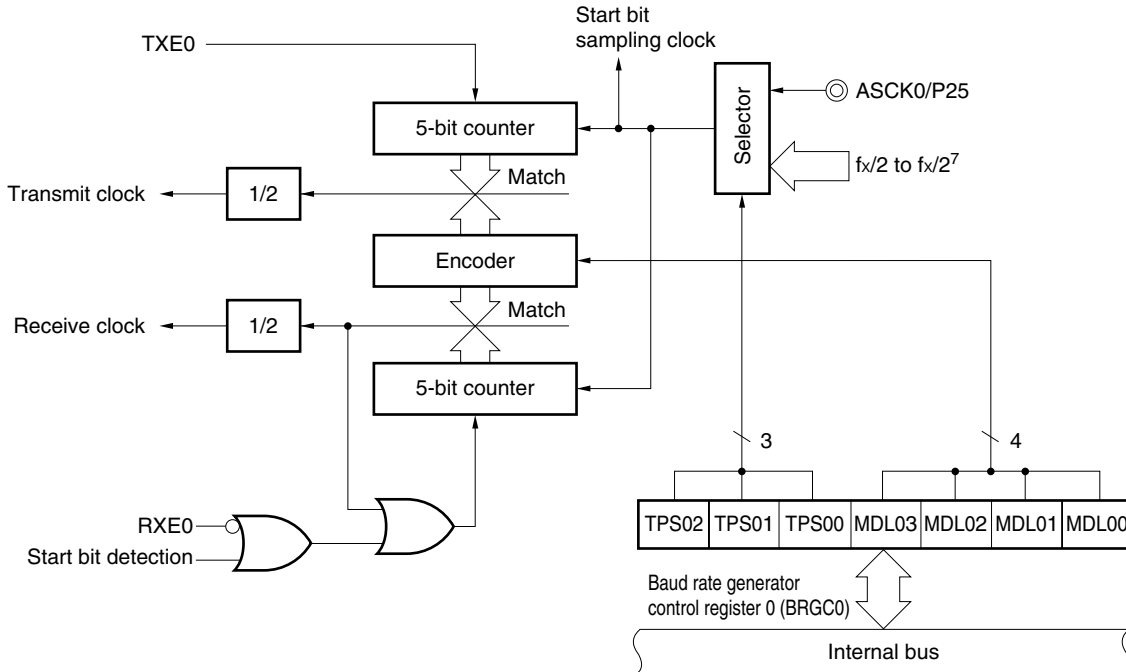 Start bit
sampling clock
TXE0
ASCK0/P25
5-bit counter
Selector
fx/2 to fx/2⁷
Match
Transmit clock
1/2
Encoder
Match
Receive clock
1/2
5-bit counter
3
4
RXE0
Start bit detection
TPS02 TPS01 TPS00 MDL03 MDL02 MDL01 MDL00
Baud rate generator
control register 0 (BRGC0)
Internal bus